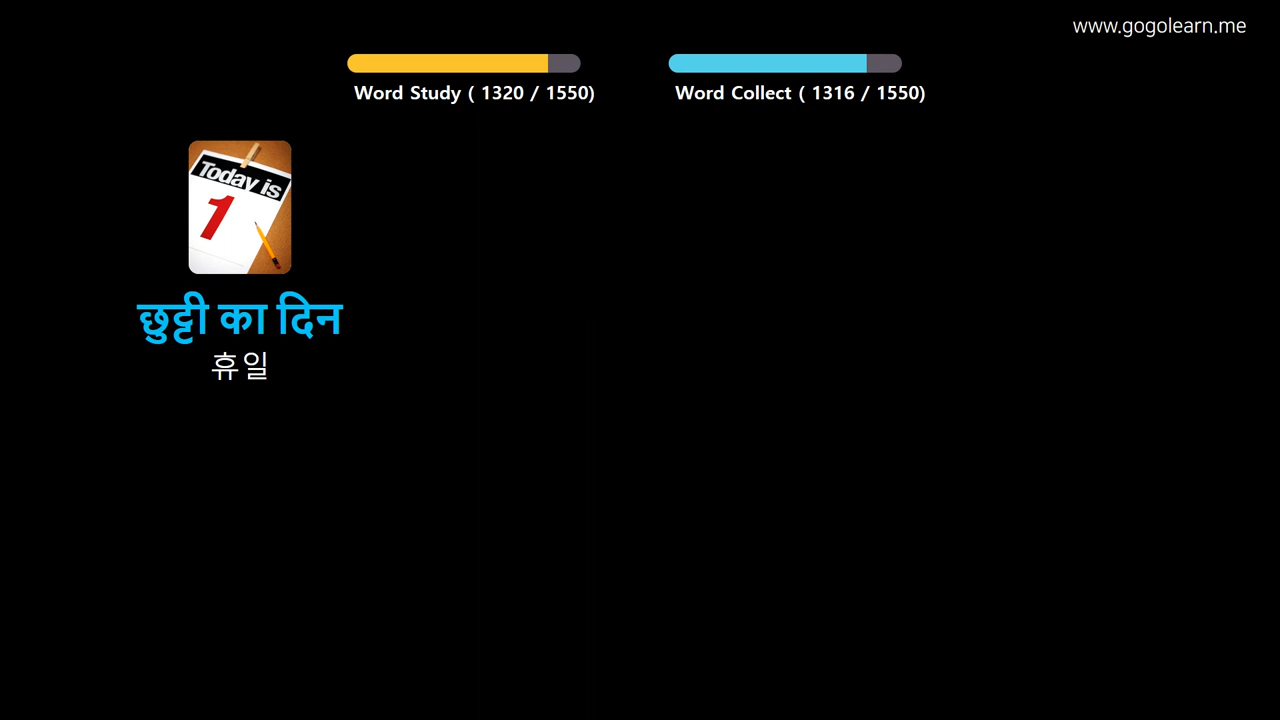 www.gogolearn.me
Word Study ( 1320 / 1550)
Word Collect ( 1316 / 1550)
Today is
1
छुट्टी का दिन
휴일